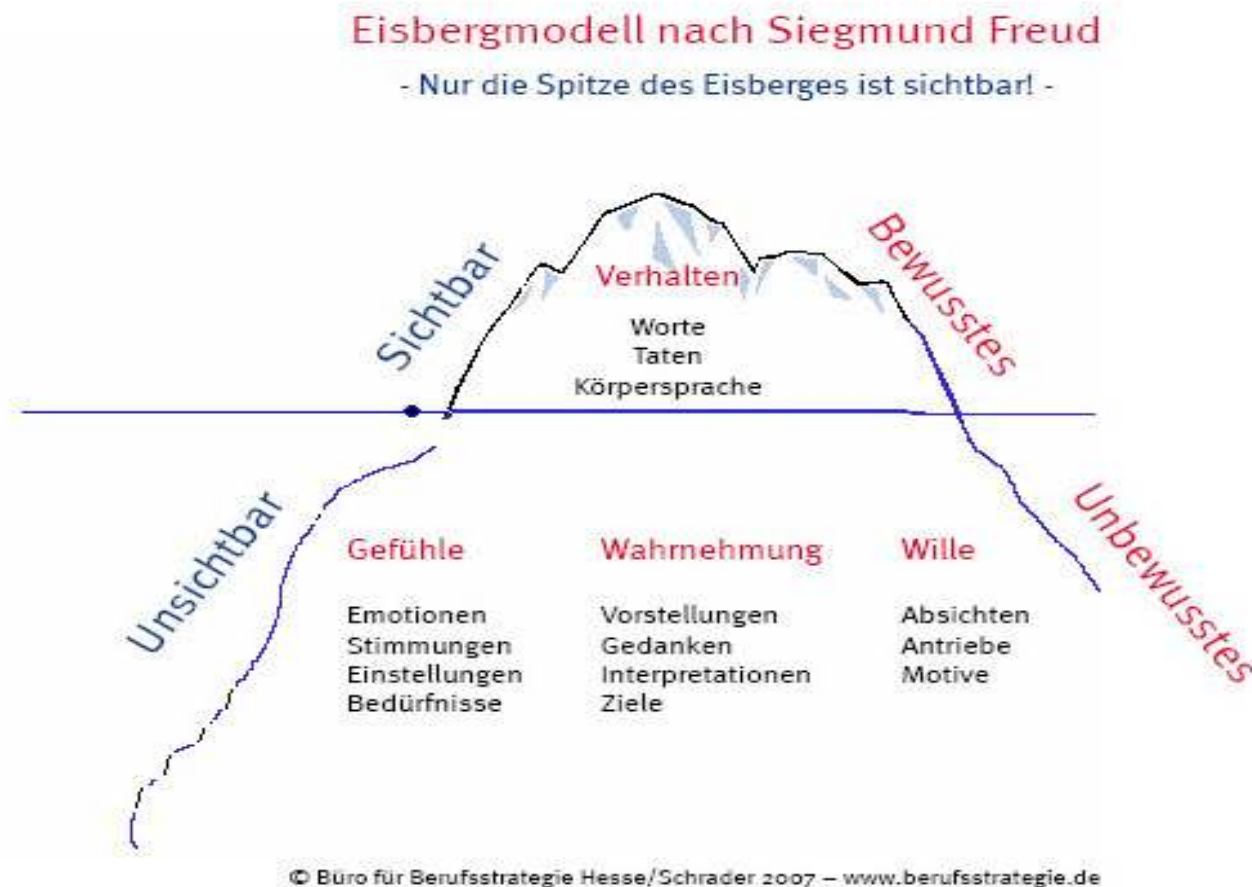 Eisbergmodell nach Siegmund Freud
- Nur die Spitze des Eisberges ist sichtbar! -
Sichtbar
Bewusstes
Verhalten
Worte
Taten
Körpersprache
Unsichtbar
Unbewusstes
Gefühle
Emotionen
Stimmungen
Einstellungen
Bedürfnisse
Wahrnehmung
Vorstellungen
Gedanken
Interpretationen
Ziele
Wille
Absichten
Antriebe
Motive
© Büro für Berufsstrategie Hesse/Schrader 2007 – www.berufsstrategie.de